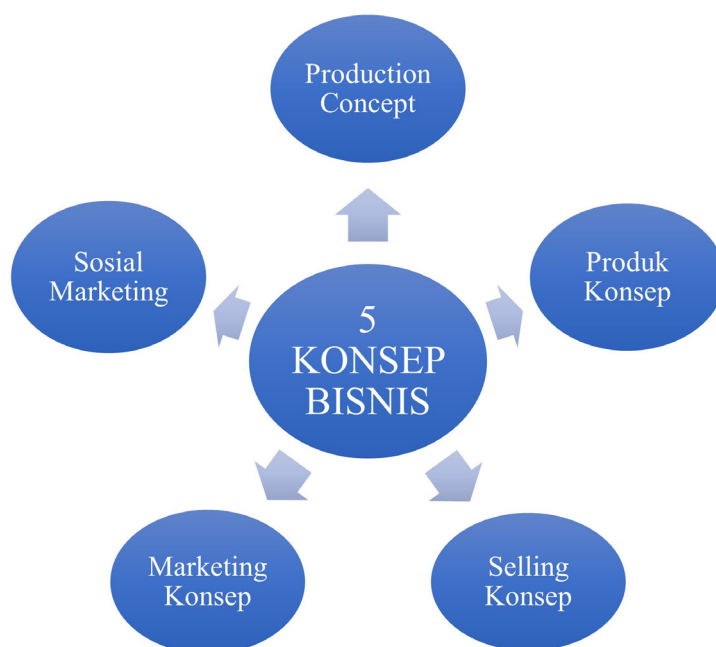 Production
Concept
Sosial
Marketing
Produk
Konsep
5
KONSEP
BISNIS
Marketing
Konsep
Selling
Konsep